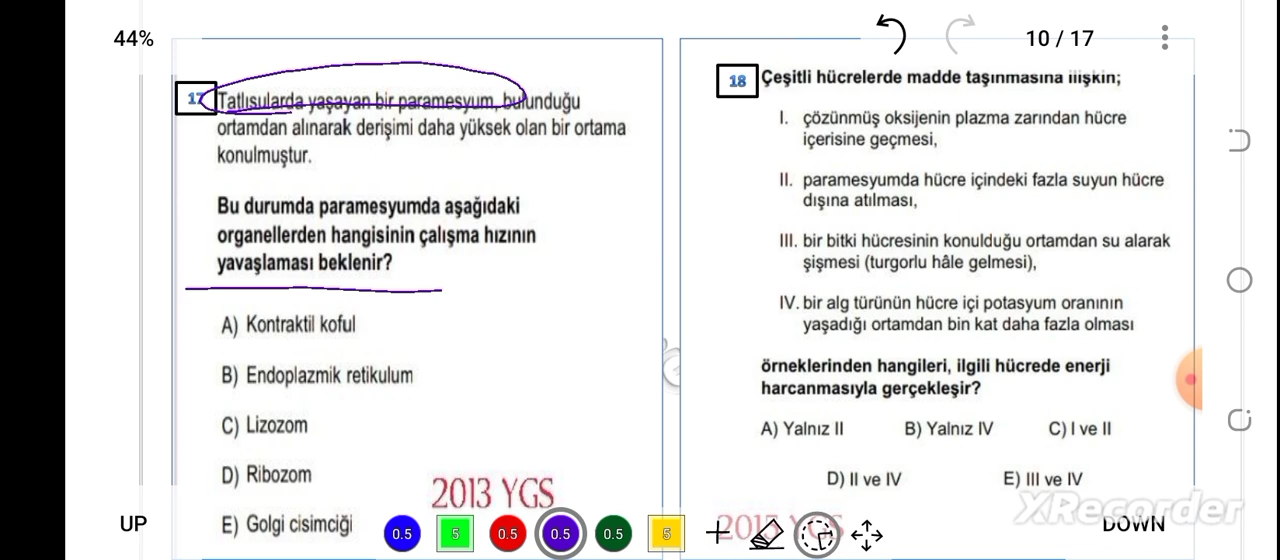 44%
10 / 17
17
Tatlısularda yaşayan bir paramesyum, bulunduğu
ortamdan alınarak derişimi daha yüksek olan bir ortama
konulmuştur.
Bu durumda paramesyumda aşağıdaki
organellerden hangisinin çalışma hızının
yavaşlaması beklenir?
A) Kontraktil koful
B) Endoplazmik retikulum
C) Lizozom
D) Ribozom
E) Golgi cisimciği
2013 YGS
18
Çeşitli hücrelerde madde taşınmasına ilişkin;
I. çözünmüş oksijenin plazma zarından hücre
içerisine geçmesi,
II. paramesyumda hücre içindeki fazla suyun hücre
dışına atılması,
III. bir bitki hücresinin konulduğu ortamdan su alarak
şişmesi (turgorlu hâle gelmesi),
IV. bir alg türünün hücre içi potasyum oranının
yaşadığı ortamdan bin kat daha fazla olması
örneklerinden hangileri, ilgili hücrede enerji
harcanmasıyla gerçekleşir?
A) Yalnız II B) Yalnız IV C) I ve II
D) II ve IV E) III ve IV
2015 YGS
XRecorder
UP
0.5 5 0.5 0.5 0.5 5
DOWN